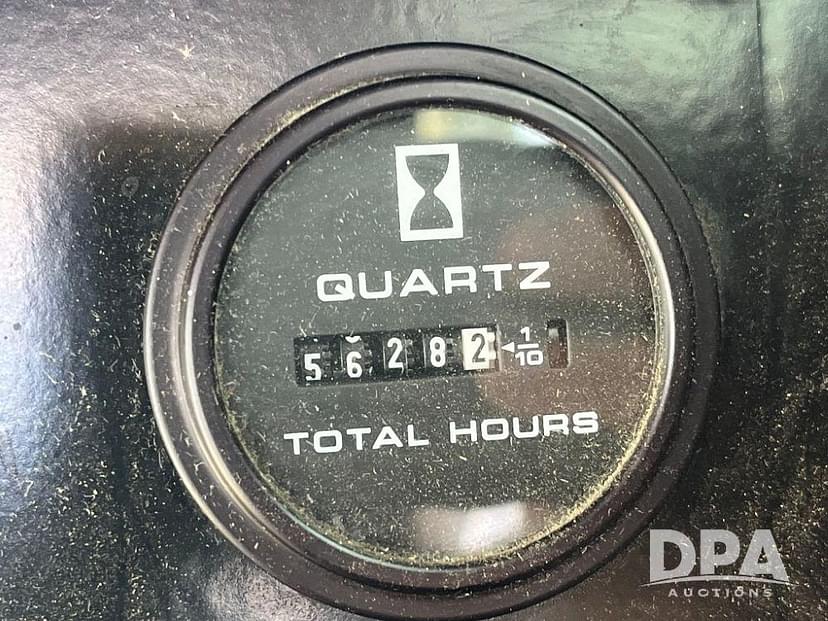 QUARTZ
56282 1/10
TOTAL HOURS
DPA
AUCTIONS